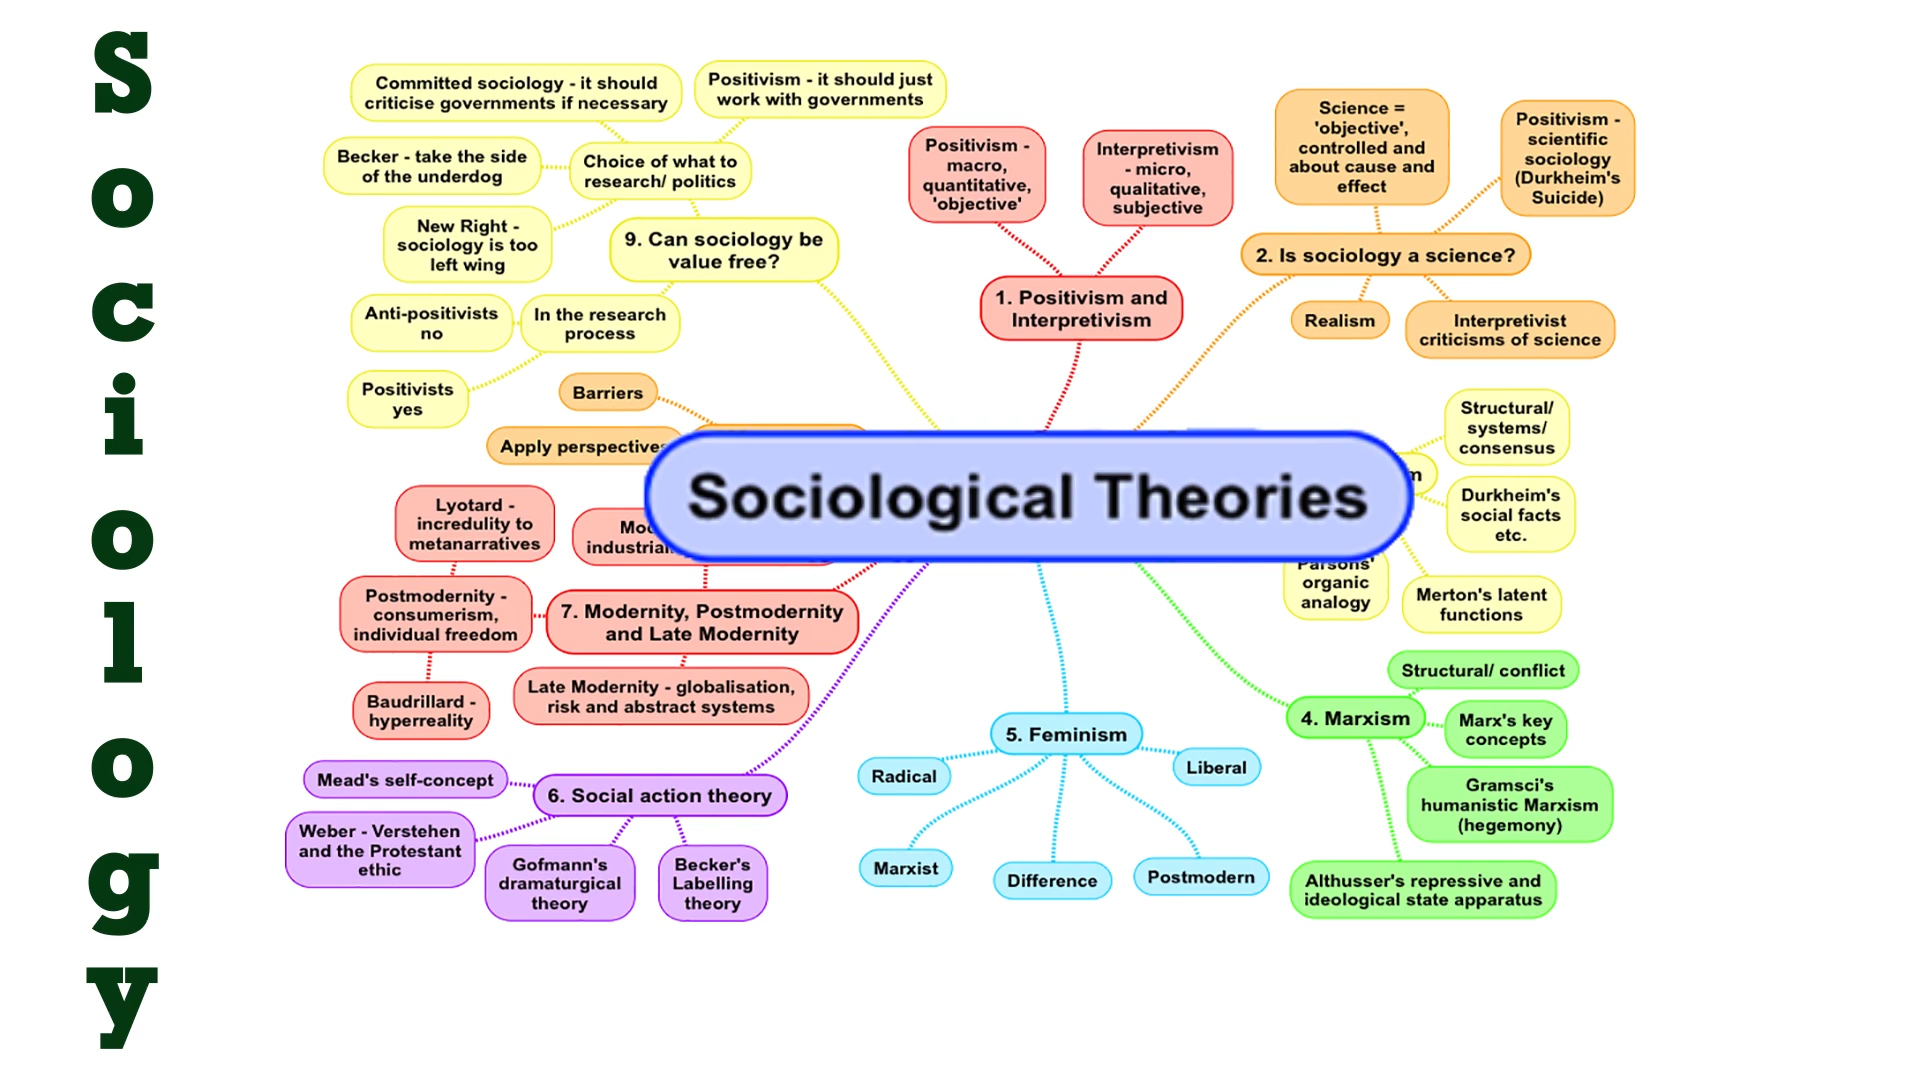 Sociology
Committed sociology - it should
criticise governments if necessary
Positivism - it should just
work with governments
Becker - take the side
of the underdog
Choice of what to
research/ politics
New Right -
sociology is too
left wing
9. Can sociology be
value free?
Anti-positivists
no
In the research
process
Positivists
yes
Positivism -
macro,
quantitative,
'objective'
Interpretivism
- micro,
qualitative,
subjective
1. Positivism and
Interpretivism
Science =
'objective',
controlled and
about cause and
effect
Positivism -
scientific
sociology
(Durkheim's
Suicide)
2. Is sociology a science?
Realism
Interpretivist
criticisms of science
Barriers
Apply perspective
Sociological Theories
Structural/
systems/
consensus
Durkheim's
social facts
etc.
Parsons'
organic
analogy
Merton's latent
functions
Lyotard -
incredulity to
metanarratives
Postmodernity -
consumerism,
individual freedom
7. Modernity, Postmodernity
and Late Modernity
Baudrillard -
hyperreality
Late Modernity - globalisation,
risk and abstract systems
Structural/ conflict
4. Marxism
Marx's key
concepts
Gramsci's
humanistic Marxism
(hegemony)
Althusser's repressive and
ideological state apparatus
5. Feminism
Radical
Liberal
Marxist
Difference
Postmodern
Mead's self-concept
6. Social action theory
Weber - Verstehen
and the Protestant
ethic
Gofmann's
dramaturgical
theory
Becker's
Labelling
theory